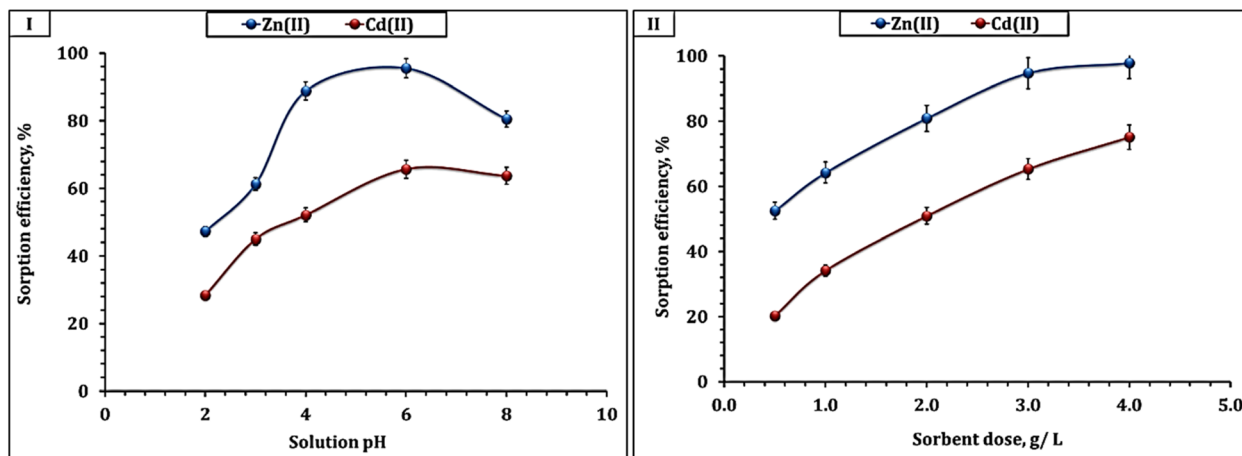 I
Zn(II) Cd(II)
Sorption efficiency, %
100
80
60
40
20
0
0 2 4 6 8 10
Solution pH
II
Zn(II) Cd(II)
Sorption efficiency, %
100
80
60
40
20
0
0.0 1.0 2.0 3.0 4.0 5.0
Sorbent dose, g/ L